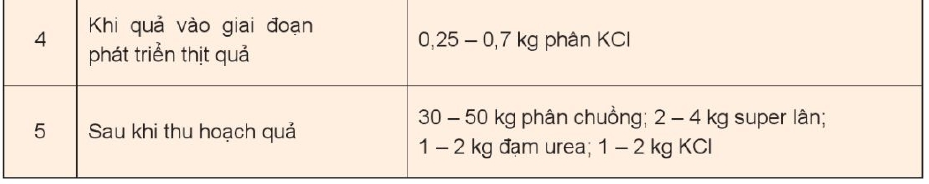 4
Khi quả vào giai đoạn
phát triển thịt quả
0,25 – 0,7 kg phân KCl
5
Sau khi thu hoạch quả
30 – 50 kg phân chuồng; 2 – 4 kg super lân;
1 – 2 kg đạm urea; 1 – 2 kg KCl